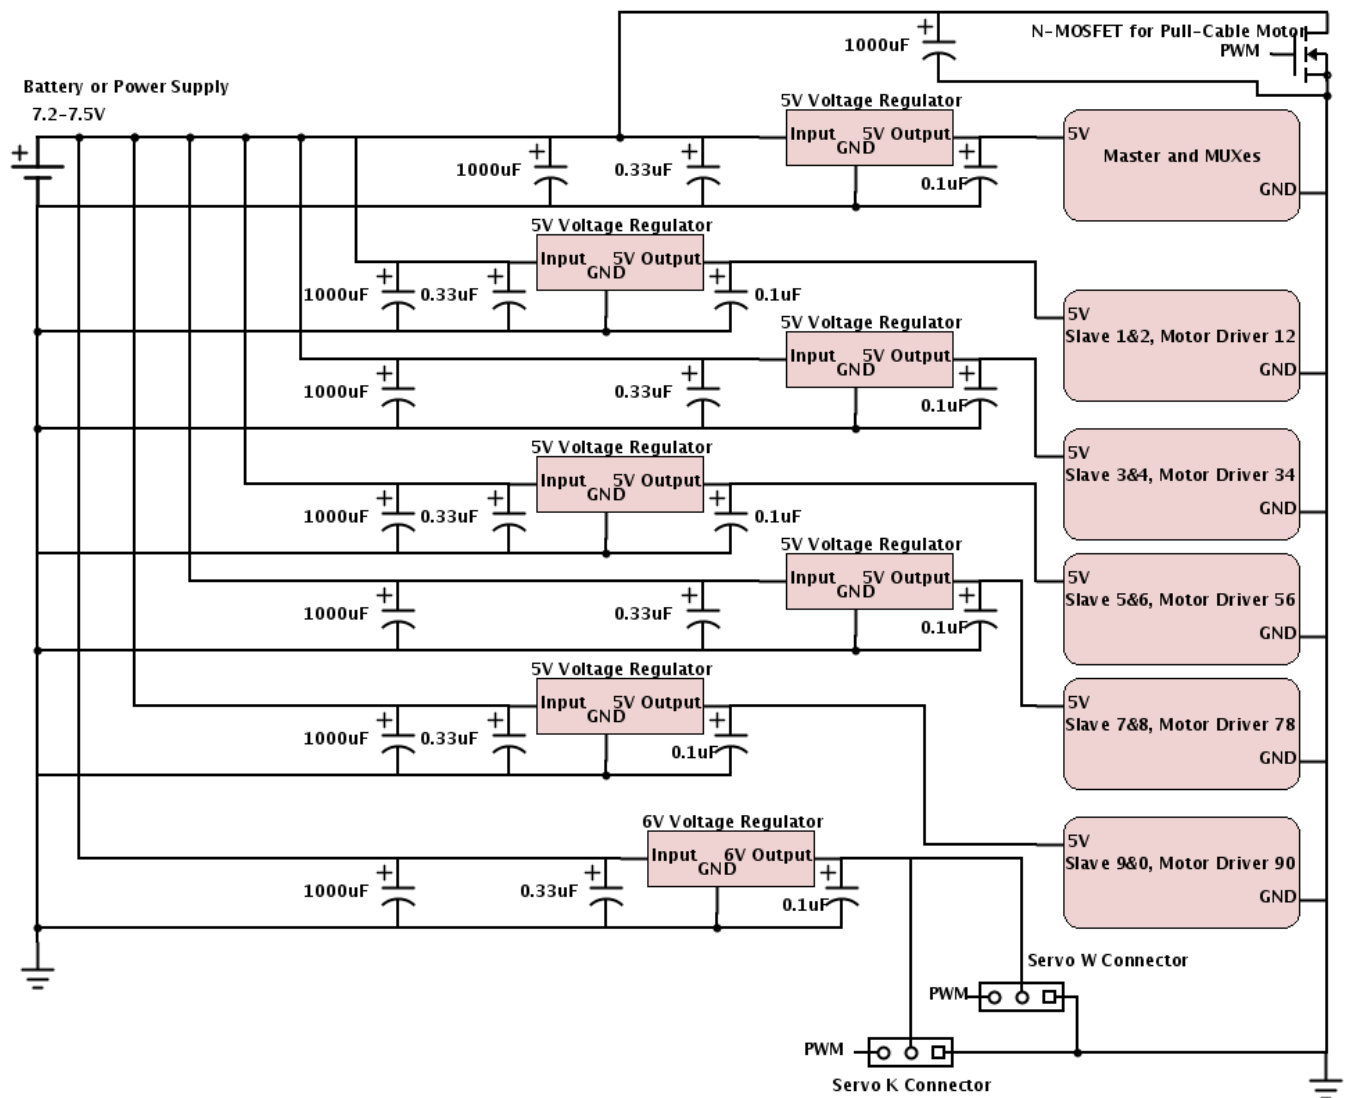 N-MOSFET for Pull-Cable Motor
1000uF
PWM
Battery or Power Supply
7.2-7.5V
5V Voltage Regulator
Input 5V Output
GND
5V
Master and MUXes
GND
1000uF
0.33uF
0.1uF
5V Voltage Regulator
Input 5V Output
GND
1000uF
0.33uF
0.1uF
5V
Slave 1&2, Motor Driver 12
GND
5V Voltage Regulator
Input 5V Output
GND
1000uF
0.33uF
0.1uF
5V
Slave 3&4, Motor Driver 34
GND
5V Voltage Regulator
Input 5V Output
GND
1000uF
0.33uF
0.1uF
5V
Slave 5&6, Motor Driver 56
GND
5V Voltage Regulator
Input 5V Output
GND
1000uF
0.33uF
0.1uF
5V
Slave 7&8, Motor Driver 78
GND
5V Voltage Regulator
Input 5V Output
GND
1000uF
0.33uF
0.1uF
5V
Slave 9&0, Motor Driver 90
GND
6V Voltage Regulator
Input 6V Output
GND
1000uF
0.33uF
0.1uF
Servo W Connector
PWM
PWM
Servo K Connector